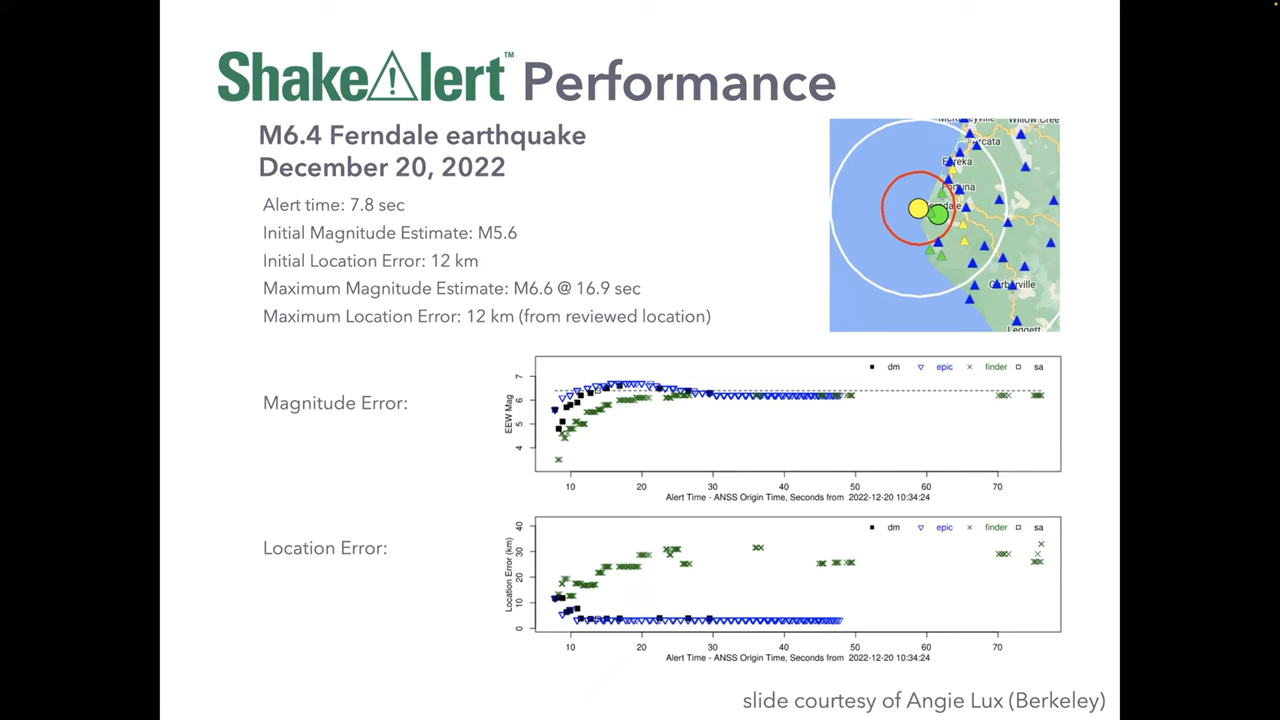 ShakeAlert™ Performance
M6.4 Ferndale earthquake
December 20, 2022
Alert time: 7.8 sec
Initial Magnitude Estimate: M5.6
Initial Location Error: 12 km
Maximum Magnitude Estimate: M6.6 @ 16.9 sec
Maximum Location Error: 12 km (from reviewed location)
Willow Cree
rcata
Eureka
Fortuna
Garberville
Leggett
Magnitude Error:
dm epic finder sa
EEW Mag
7
6
5
4
10 20 30 40 50 60 70
Alert Time - ANSS Origin Time, Seconds from 2022-12-20 10:34:24
Location Error:
dm epic finder sa
Location Error (km)
40
30
20
10
0
10 20 30 40 50 60 70
Alert Time - ANSS Origin Time, Seconds from 2022-12-20 10:34:24
slide courtesy of Angie Lux (Berkeley)